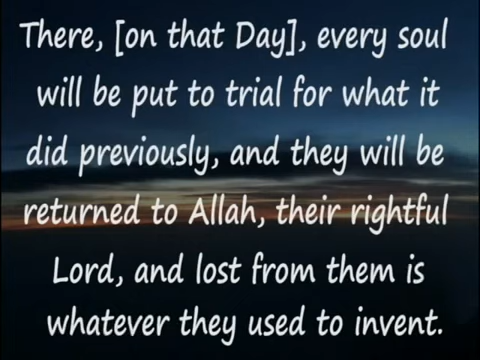 There, [on that Day], every soul
will be put to trial for what it
did previously, and they will be
returned to Allah, their rightful
Lord, and lost from them is
whatever they used to invent.